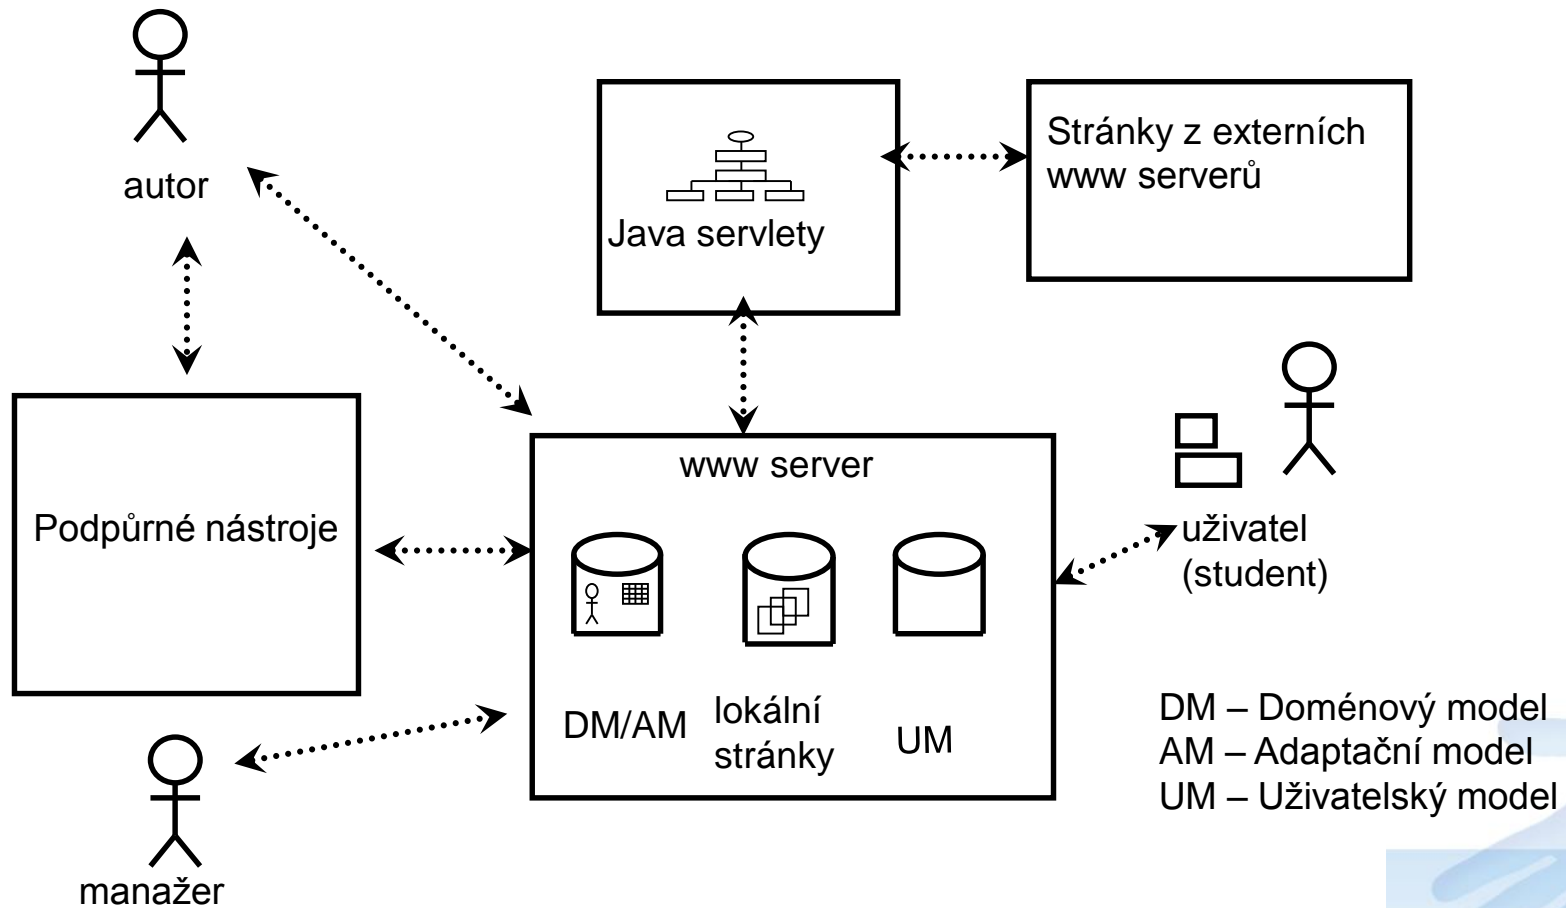 autor
Java servlety
Stránky z externích
www serverů
Podpůrné nástroje
www server
DM/AM
lokální
stránky
UM
uživatel
(student)
manažer
DM – Doménový model
AM – Adaptační model
UM – Uživatelský model